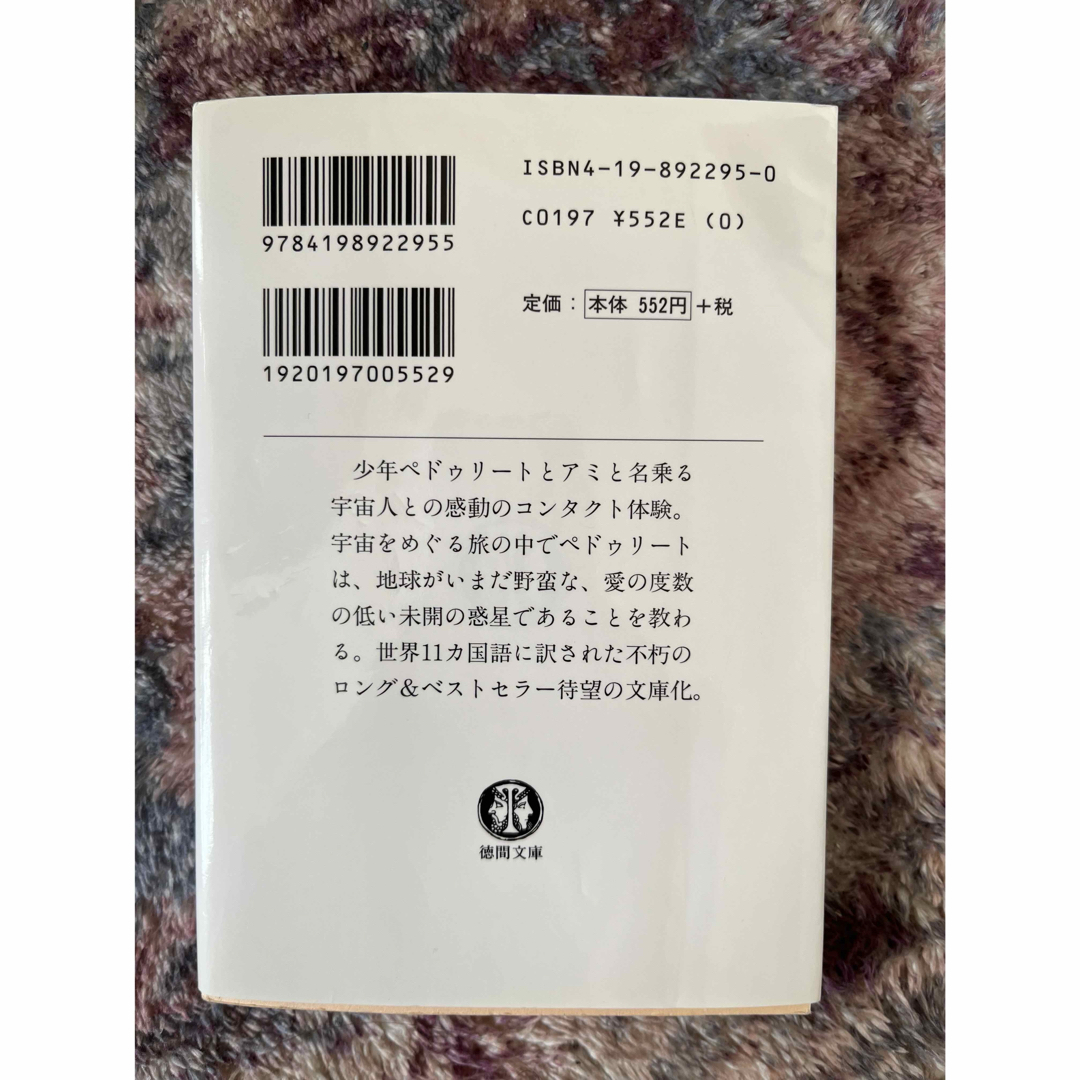 ISBN4-19-892295-0
9784198922955
C0197 ¥552E (0)
定価：本体 552円＋税
1920197005529
少年ペドゥリートとアミと名乗る
宇宙人との感動のコンタクト体験。
宇宙をめぐる旅の中でペドゥリート
は、地球がいまだ野蛮な、愛の度数
の低い未開の惑星であることを教わ
る。世界11カ国語に訳された不朽の
ロング＆ベストセラー待望の文庫化。
徳間文庫